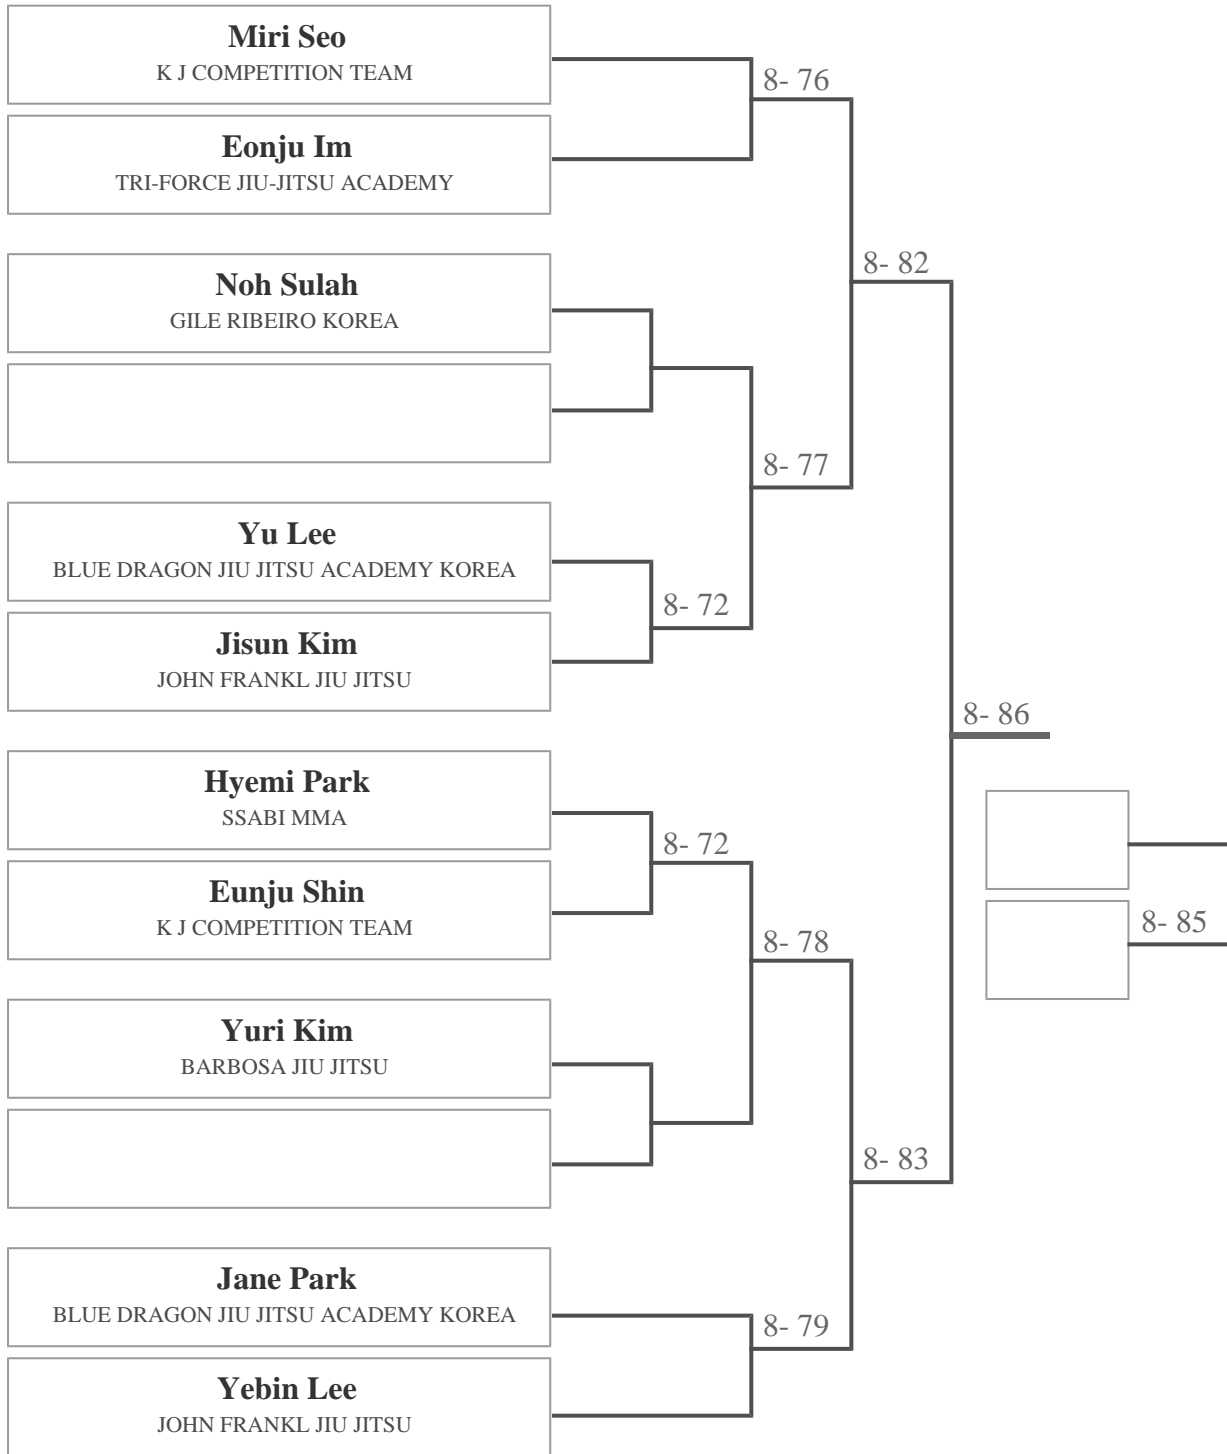 Miri Seo
K J COMPETITION TEAM
8- 76
Eonju Im
TRI-FORCE JIU-JITSU ACADEMY
8- 82
Noh Sulah
GILE RIBEIRO KOREA
8- 77
Yu Lee
BLUE DRAGON JIU JITSU ACADEMY KOREA
8- 72
Jisun Kim
JOHN FRANKL JIU JITSU
8- 86
Hyemi Park
SSABI MMA
8- 72
Eunju Shin
K J COMPETITION TEAM
8- 85
8- 78
Yuri Kim
BARBOSA JIU JITSU
8- 83
Jane Park
BLUE DRAGON JIU JITSU ACADEMY KOREA
8- 79
Yebin Lee
JOHN FRANKL JIU JITSU